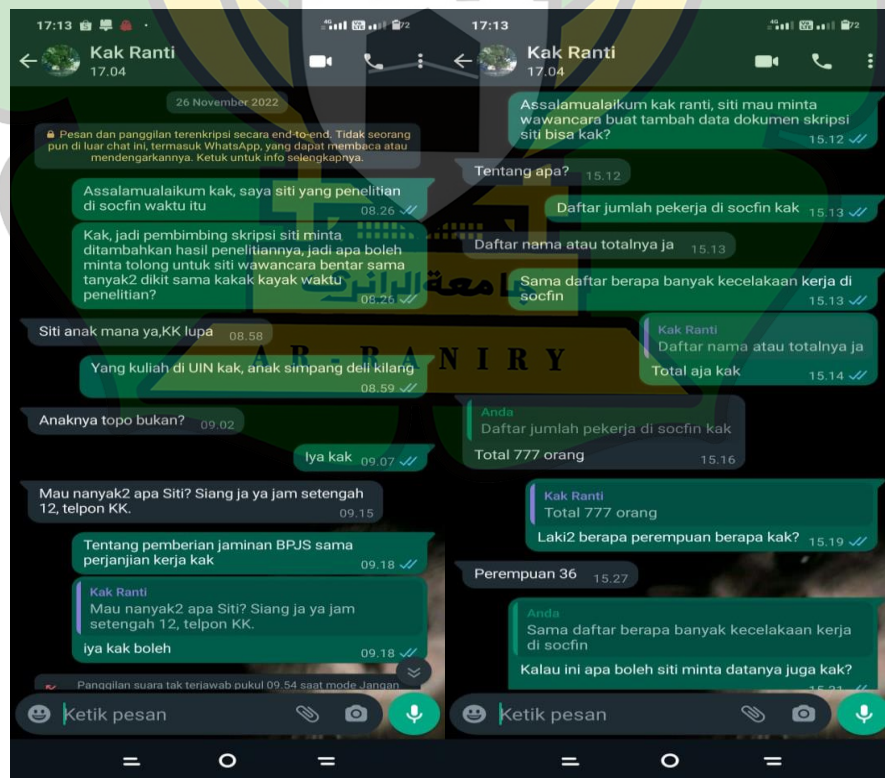 17:13
Kak Ranti
17.04
26 November 2022
Pesan dan panggilan terenkripsi secara end-to-end. Tidak seorang
pun di luar chat ini, termasuk WhatsApp, yang dapat membaca atau
mendengarkannya. Ketuk untuk info selengkapnya.
Assalamualaikum kak, saya siti yang penelitian
di socfin waktu itu
08.26
Kak, jadi pembimbing skripsi siti minta
ditambahkan hasil penelitiannya, jadi apa boleh
minta tolong untuk siti wawancara bentar sama
tanyak2 dikit sama kakak kayak waktu
penelitian?
08.26
Siti anak mana ya,KK lupa 08.58
Yang kuliah di UIN kak, anak simpang deli kilang
08.59
Anaknya topo bukan? 09.02
Iya kak 09.07
Mau nanyak2 apa Siti? Siang ja ya jam setengah
12, telpon KK.
09.15
Tentang pemberian jaminan BPJS sama
perjanjian kerja kak
09.18
Kak Ranti
Mau nanyak2 apa Siti? Siang ja ya jam
setengah 12, telpon KK.
iya kak boleh
09.18
Panggilan suara tak terjawab pukul 09.54 saat mode Jangan
Ketik pesan
17:13
72
Kak Ranti
17.04
Assalamualaikum kak ranti, siti mau minta
wawancara buat tambah data dokumen skripsi
siti bisa kak?
15.12
Tentang apa? 15.12
Daftar jumlah pekerja di socfin kak 15.13
Daftar nama atau totalnya ja 15.13
Sama daftar berapa banyak kecelakaan kerja di
socfin
15.13
Kak Ranti
Daftar nama atau totalnya ja
Total aja kak
15.14
Anda
Daftar jumlah pekerja di socfin kak
Total 777 orang
15.16
Kak Ranti
Total 777 orang
Laki2 berapa perempuan berapa kak? 15.19
Perempuan 36 15.27
Anda
Sama daftar berapa banyak kecelakaan kerja
di socfin
Kalau ini apa boleh siti minta datanya juga kak?
Ketik pesan
جامعة الرانري
A R - R A N I R Y